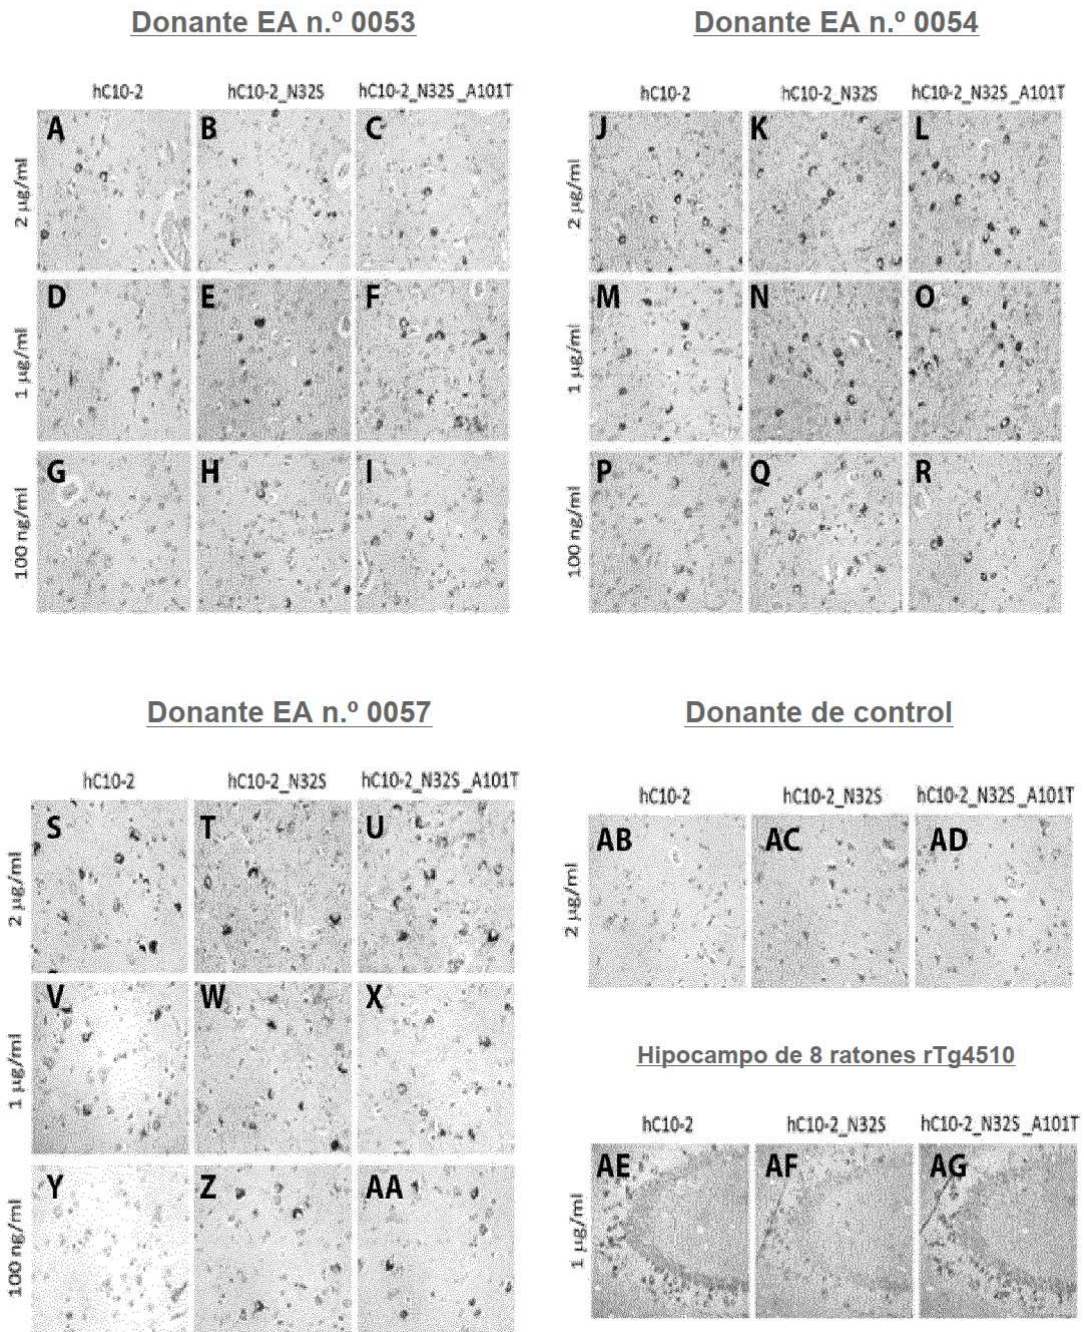 Donante EA n.º 0053
hC10-2 hC10-2_N32S hC10-2_N32S_A101T
2 µg/ml
A B C
1 µg/ml
D E F
100 ng/ml
G H I
Donante EA n.º 0054
hC10-2 hC10-2_N32S hC10-2_N32S_A101T
2 µg/ml
J K L
1 µg/ml
M N O
100 ng/ml
P Q R
Donante EA n.º 0057
hC10-2 hC10-2_N32S hC10-2_N32S_A101T
2 µg/ml
S T U
1 µg/ml
V W X
100 ng/ml
Y Z AA
Donante de control
hC10-2 hC10-2_N32S hC10-2_N32S_A101T
2 µg/ml
AB AC AD
Hipocampo de 8 ratones rTg4510
hC10-2 hC10-2_N32S hC10-2_N32S_A101T
1 µg/ml
AE AF AG